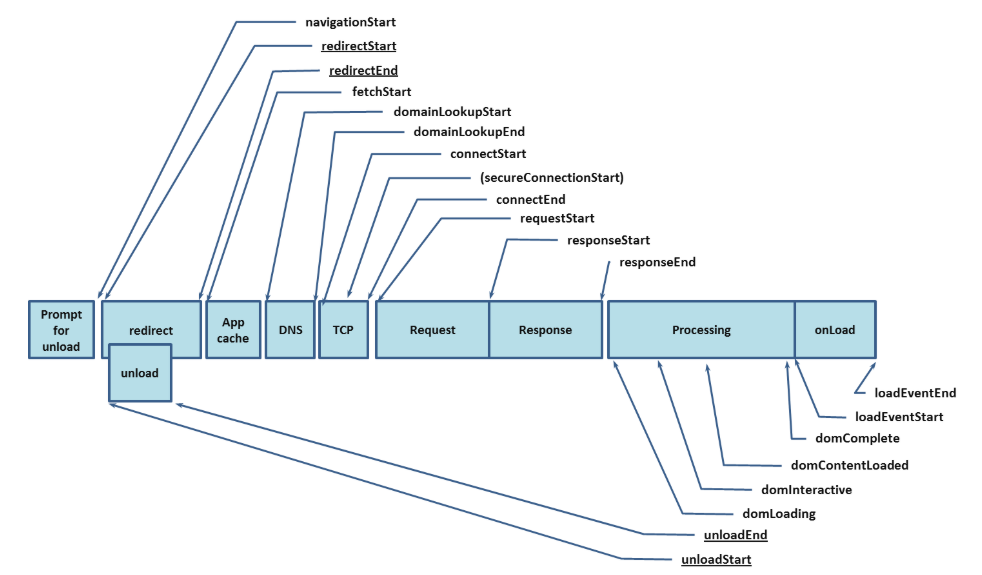 navigationStart
redirectStart
redirectEnd
fetchStart
domainLookupStart
domainLookupEnd
connectStart
(secureConnectionStart)
connectEnd
requestStart
responseStart
responseEnd
Prompt
for
unload
redirect
unload
App
cache
DNS
TCP
Request
Response
Processing
onLoad
loadEventEnd
loadEventStart
domComplete
domContentLoaded
domInteractive
domLoading
unloadEnd
unloadStart